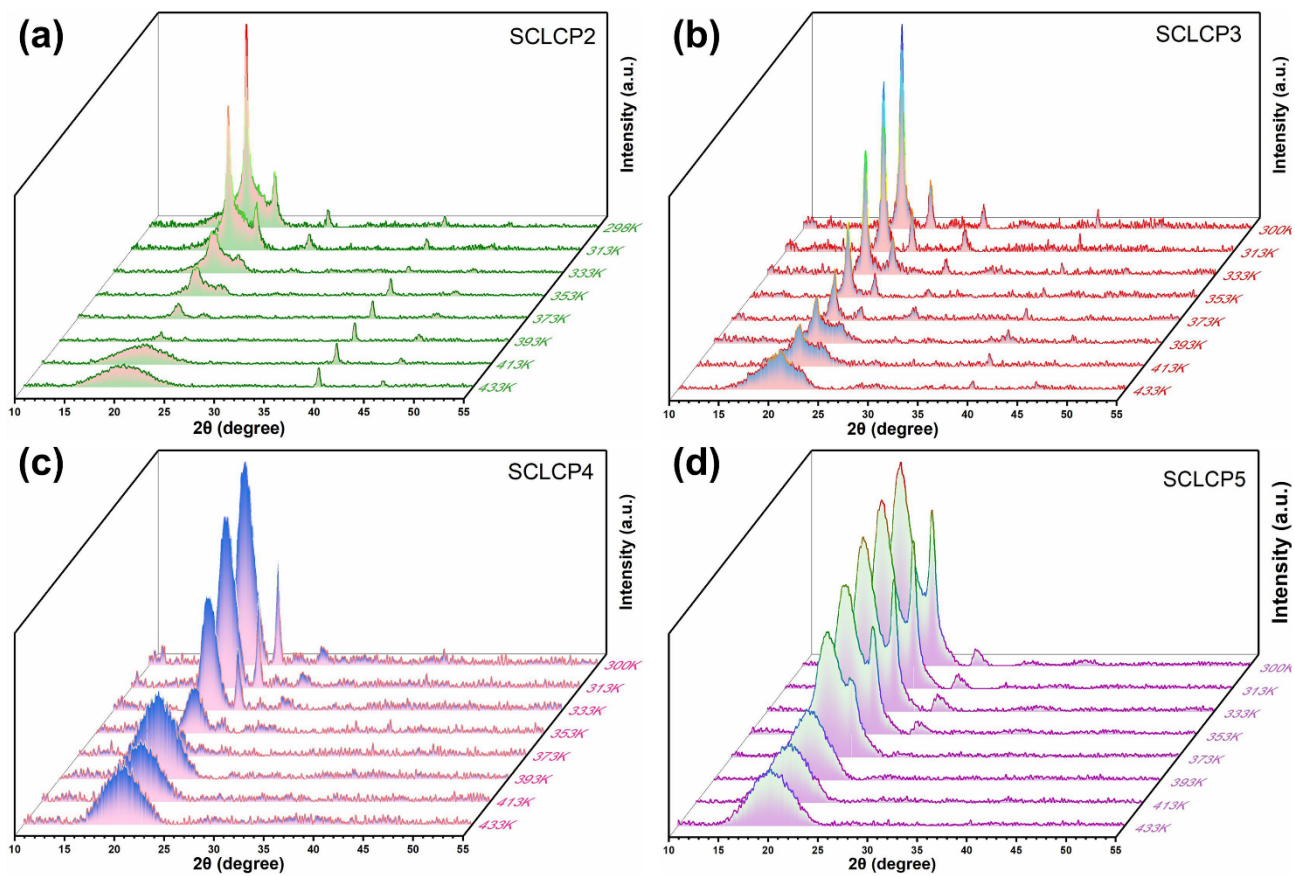 (a)
SCLCP2
Intensity (a.u.)
298K
313K
333K
353K
373K
393K
413K
433K
10 15 20 25 30 35 40 45 50 55
2θ (degree)
(b)
SCLCP3
Intensity (a.u.)
300K
313K
333K
353K
373K
393K
413K
433K
10 15 20 25 30 35 40 45 50 55
2θ (degree)
(c)
SCLCP4
Intensity (a.u.)
300K
313K
333K
353K
373K
393K
413K
433K
10 15 20 25 30 35 40 45 50 55
2θ (degree)
(d)
SCLCP5
Intensity (a.u.)
300K
313K
333K
353K
373K
393K
413K
433K
10 15 20 25 30 35 40 45 50 55
2θ (degree)